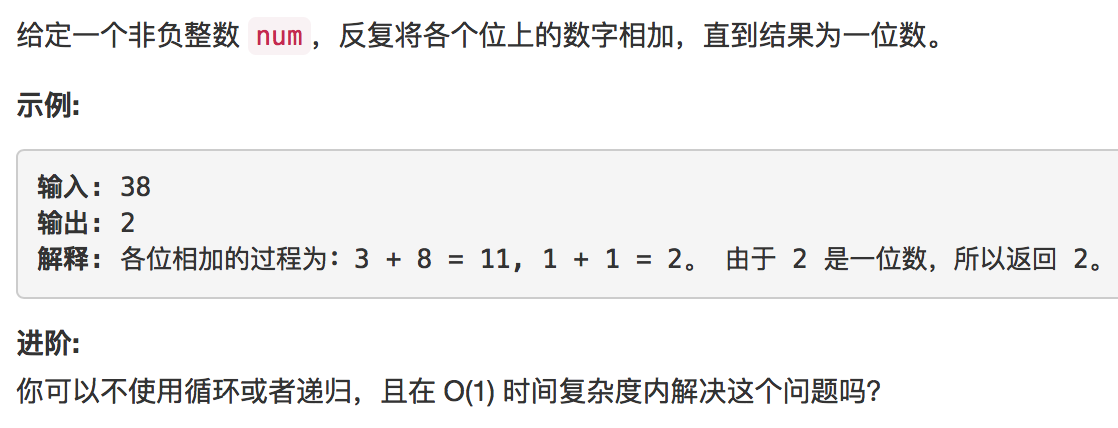 给定一个非负整数 num，反复将各个位上的数字相加，直到结果为一位数。
示例:
输入: 38
输出: 2
解释: 各位相加的过程为：3 + 8 = 11, 1 + 1 = 2。 由于 2 是一位数，所以返回 2。
进阶:
你可以不使用循环或者递归，且在 O(1) 时间复杂度内解决这个问题吗?